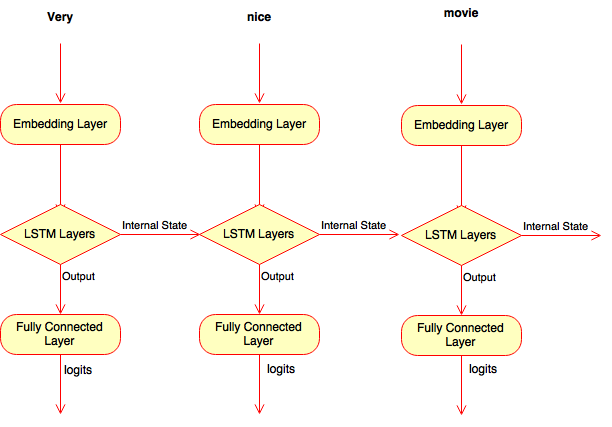 Very
nice
movie
Embedding Layer
Embedding Layer
Embedding Layer
LSTM Layers
Internal State
LSTM Layers
Internal State
LSTM Layers
Internal State
Output
Output
Output
Fully Connected
Layer
Fully Connected
Layer
Fully Connected
Layer
logits
logits
logits